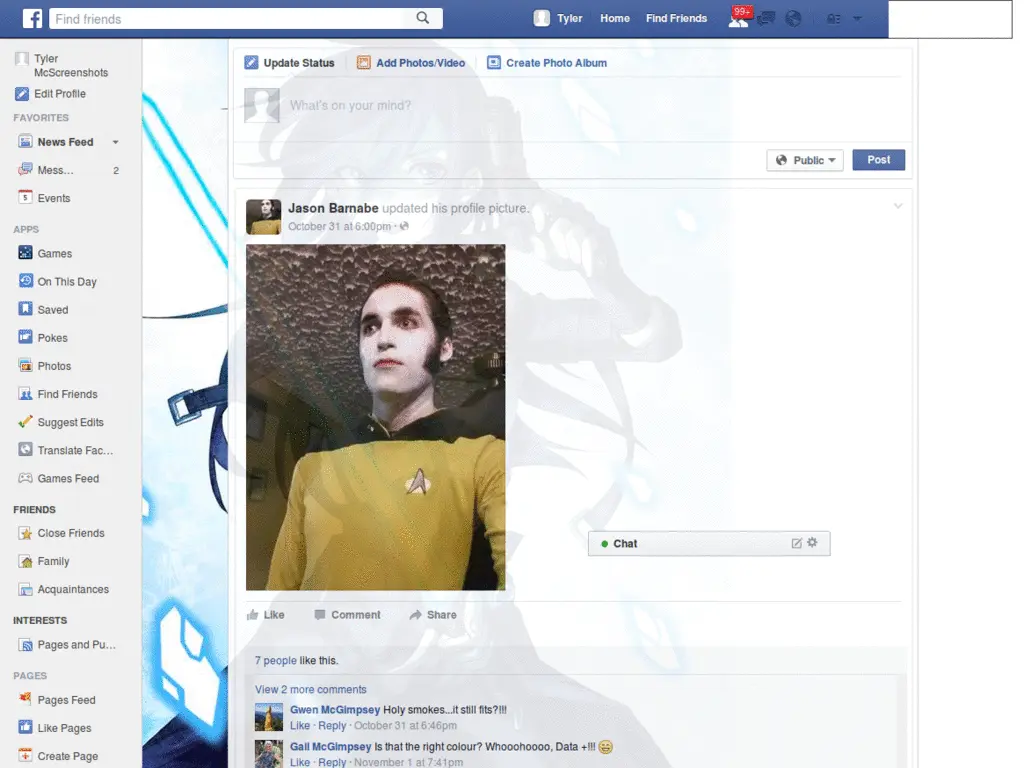 f
Find friends
Tyler
Home
Find Friends
99+
Tyler
McScreenshots
Edit Profile
FAVORITES
News Feed
Mess...
2
5
Events
APPS
Games
On This Day
Saved
Pokes
Photos
Find Friends
Suggest Edits
Translate Fac...
Games Feed
FRIENDS
Close Friends
Family
Acquaintances
INTERESTS
Pages and Pu...
PAGES
Pages Feed
Like Pages
Create Page
Update Status
Add Photos/Video
Create Photo Album
What's on your mind?
Public
Post
Jason Barnabe updated his profile picture.
October 31 at 6:00pm ·
Chat
Like
Comment
Share
7 people like this.
View 2 more comments
Gwen McGimpsey Holy smokes...it still fits?!!!
Like · Reply · October 31 at 6:46pm
Gail McGimpsey Is that the right colour? Whooohoooo, Data +!!!
Like · Reply · November 1 at 7:41pm